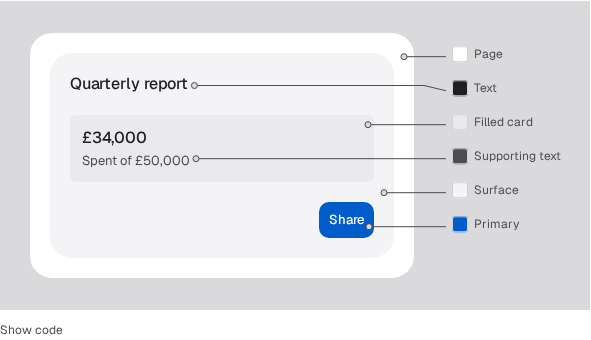 Page
Quarterly report
Text
Filled card
£34,000
Spent of £50,000
Supporting text
Surface
Share
Primary
Show code